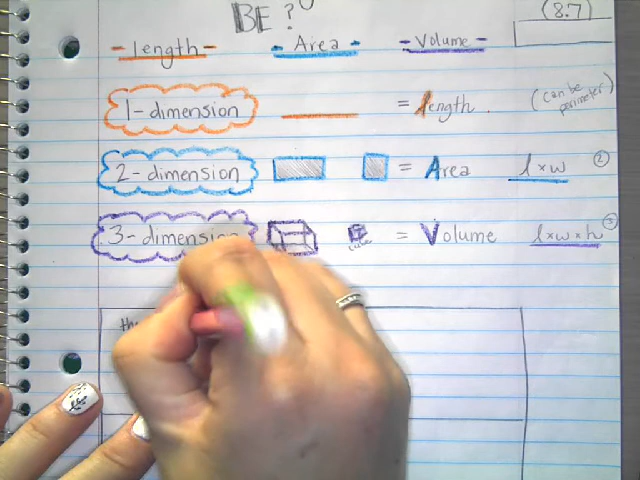 BE ?
(8.7)
- Length - - Area - - Volume -
1-dimension = length. (can be perimeter)
2-dimension = Area l×w ②
3-dimension = Volume l×w×h ③
the